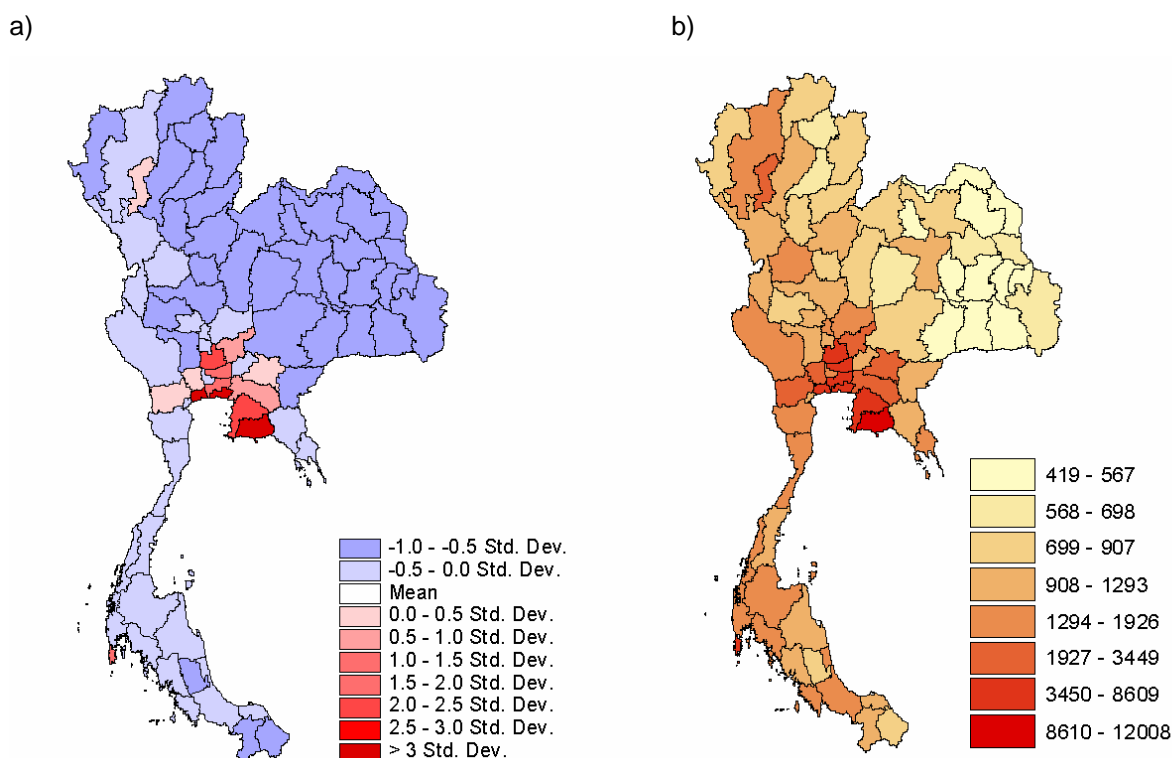 a)
b)
-1.0 - -0.5 Std. Dev.
-0.5 - 0.0 Std. Dev.
Mean
0.0 - 0.5 Std. Dev.
0.5 - 1.0 Std. Dev.
1.0 - 1.5 Std. Dev.
1.5 - 2.0 Std. Dev.
2.0 - 2.5 Std. Dev.
2.5 - 3.0 Std. Dev.
> 3 Std. Dev.
419 - 567
568 - 698
699 - 907
908 - 1293
1294 - 1926
1927 - 3449
3450 - 8609
8610 - 12008